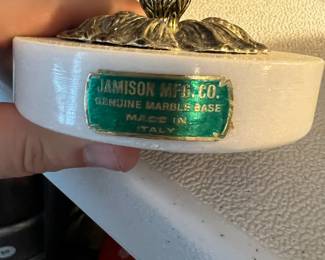 JAMISON MFG. CO.
GENUINE MARBLE BASE
MADE IN
ITALY